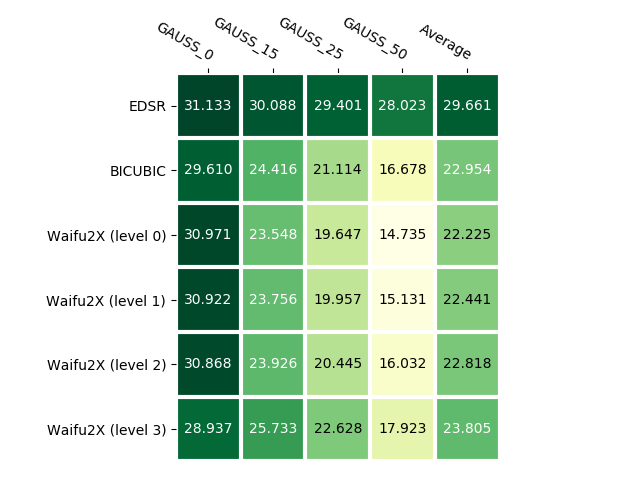 GAUSS_0 GAUSS_15 GAUSS_25 GAUSS_50 Average
EDSR 31.133 30.088 29.401 28.023 29.661
BICUBIC 29.610 24.416 21.114 16.678 22.954
Waifu2X (level 0) 30.971 23.548 19.647 14.735 22.225
Waifu2X (level 1) 30.922 23.756 19.957 15.131 22.441
Waifu2X (level 2) 30.868 23.926 20.445 16.032 22.818
Waifu2X (level 3) 28.937 25.733 22.628 17.923 23.805